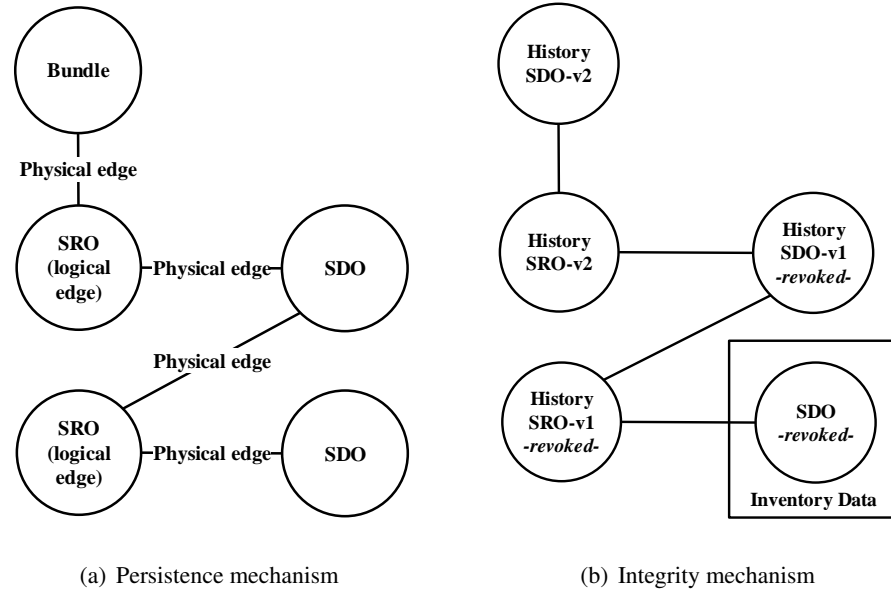 Bundle
Physical edge
SRO
(logical
edge)
Physical edge
SDO
Physical edge
SRO
(logical
edge)
Physical edge
SDO
(a) Persistence mechanism
History
SDO-v2
History
SRO-v2
History
SDO-v1
-revoked-
History
SRO-v1
-revoked-
SDO
-revoked-
Inventory Data
(b) Integrity mechanism